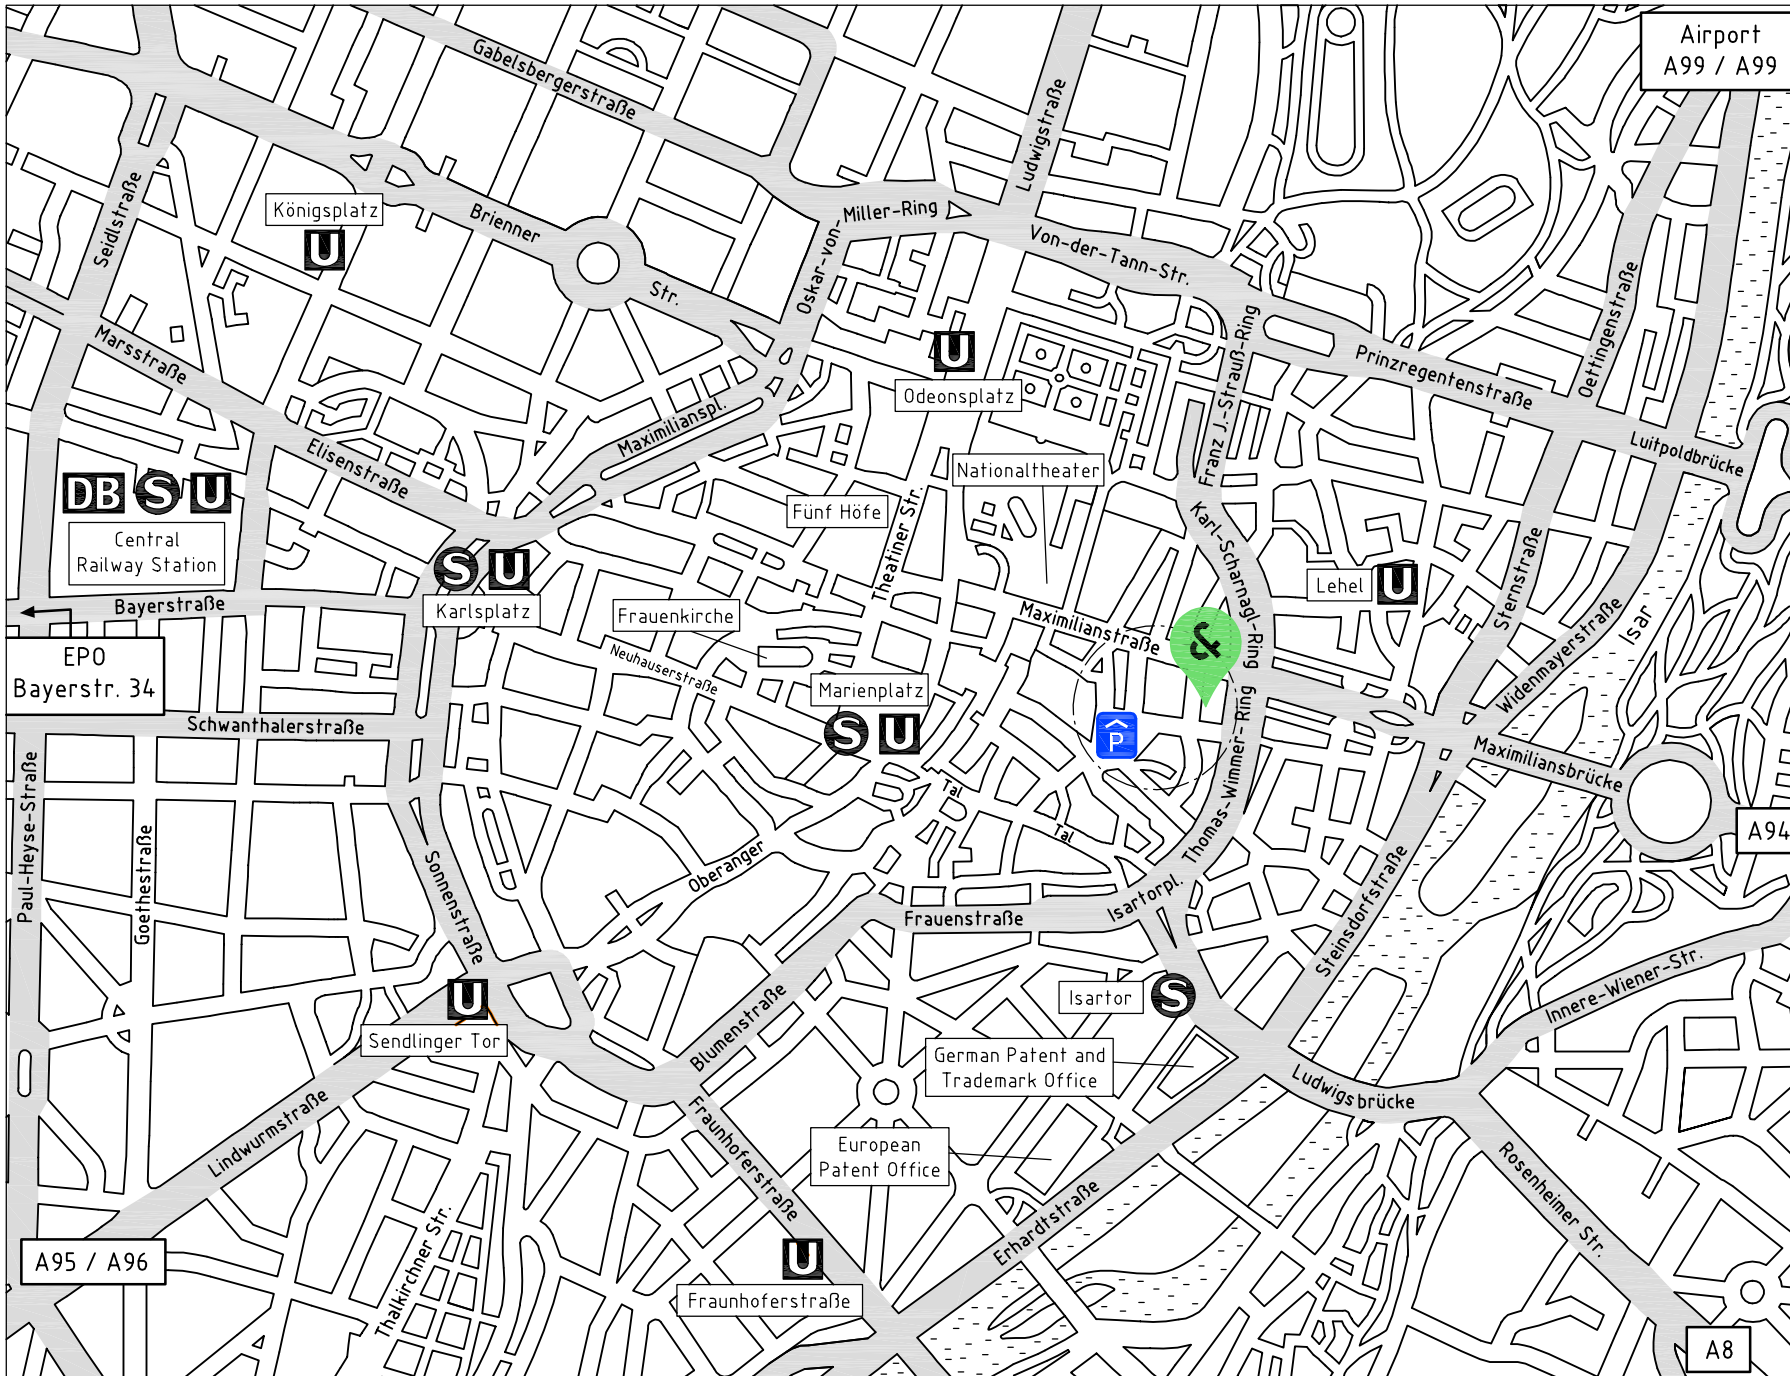 Airport
A99 / A99
Gabelsbergerstraße
Ludwigstraße
Seidlstraße
Königsplatz
U
Brienner
Str.
Oskar-von-
Miller-Ring
Von-der-Tann-Str.
Marsstraße
U
Odeonsplatz
Franz J.-Strauß-Ring
Prinzregentenstraße
Oettingenstraße
Luitpoldbrücke
Maximilianspl.
Elisenstraße
DB S U
Central
Railway Station
Nationaltheater
Fünf Höfe
Theatiner Str.
Karl-Scharnagl-Ring
S U
Karlsplatz
Bayerstraße
EPO
Bayerstr. 34
Frauenkirche
Neuhauserstraße
Maximilianstraße
&
Lehel
U
Sternstraße
Widenmayerstraße
Isar
Marienplatz
S U
P
Schwanthalerstraße
Thomas-Wimmer-Ring
Maximiliansbrücke
A94
Paul-Heyse-Straße
Goethestraße
Sonnenstraße
Oberanger
Tal
Tal
Isartorpl.
Frauenstraße
Steinsdorfstraße
Innere-Wiener-Str.
U
Sendlinger Tor
Blumenstraße
Isartor
S
German Patent and
Trademark Office
Ludwigsbrücke
Lindwurmstraße
Fraunhoferstraße
European
Patent Office
Erhardtstraße
Rosenheimer Str.
A95 / A96
Thalkirchner Str.
U
Fraunhoferstraße
A8